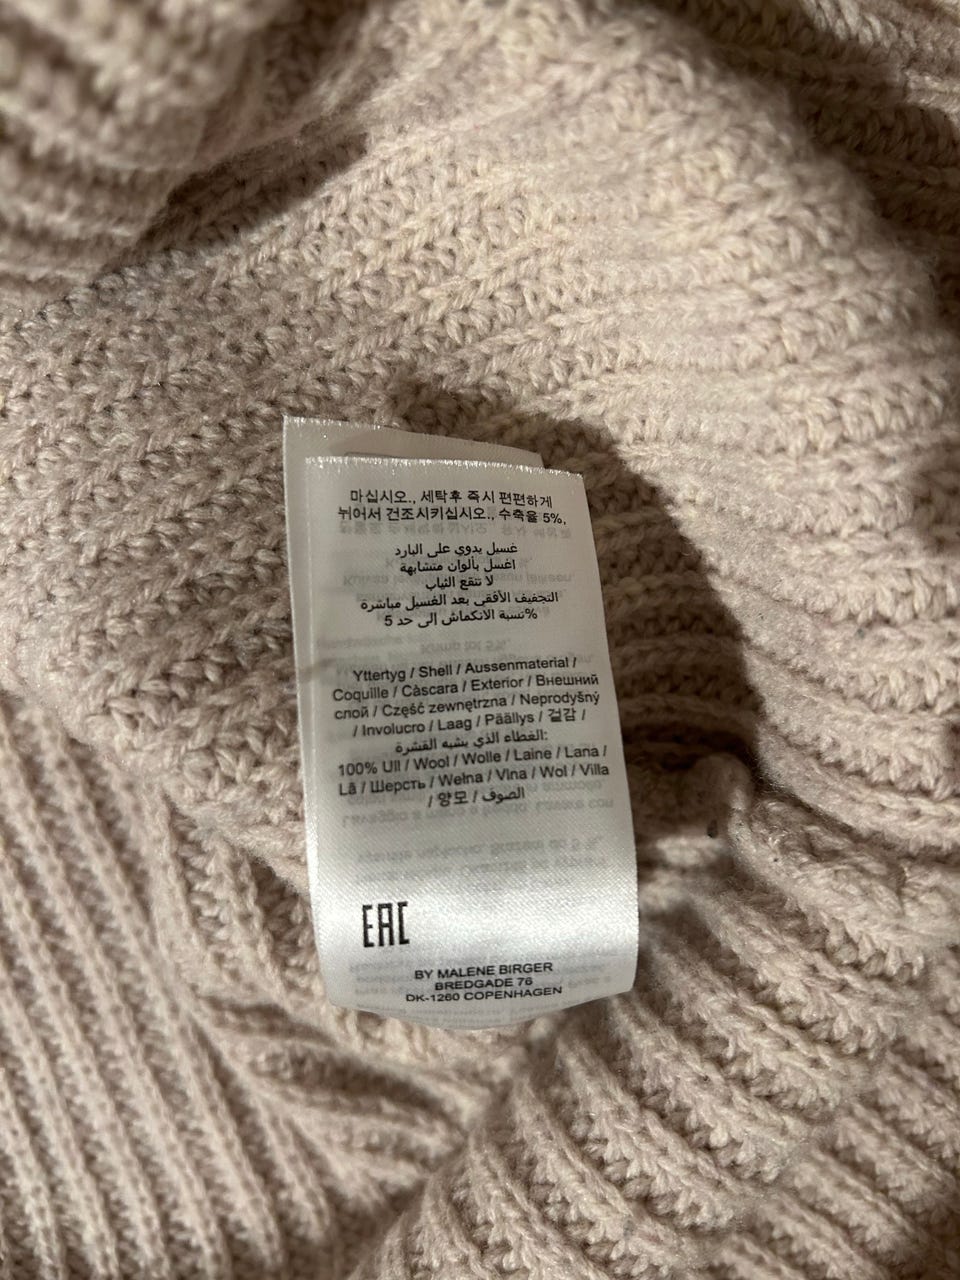 마십시오., 세탁후 즉시 편편하게
뉘어서 건조시키십시오., 수축율 5%,
غسيل يدوي على البارد
اغسل بألوان متشابهة
لا تنقع الثياب
التجفيف الأفقي بعد الغسيل مباشرة
%نسبة الانكماش إلى حد 5
Yttertyg / Shell / Aussenmaterial /
Coquille / Càscara / Exterior / Внешний
слой / Część zewnętrzna / Neprodyšný
/ Involucro / Laag / Päällys / 겉감 /
الغطاء الذي يشبه القشرة:
100% Ull / Wool / Wolle / Laine / Lana /
Lã / Шерсть / Wełna / Vlna / Wol / Villa
/ 양모 / الصوف
EAC
BY MALENE BIRGER
BREDGADE 76
DK-1260 COPENHAGEN